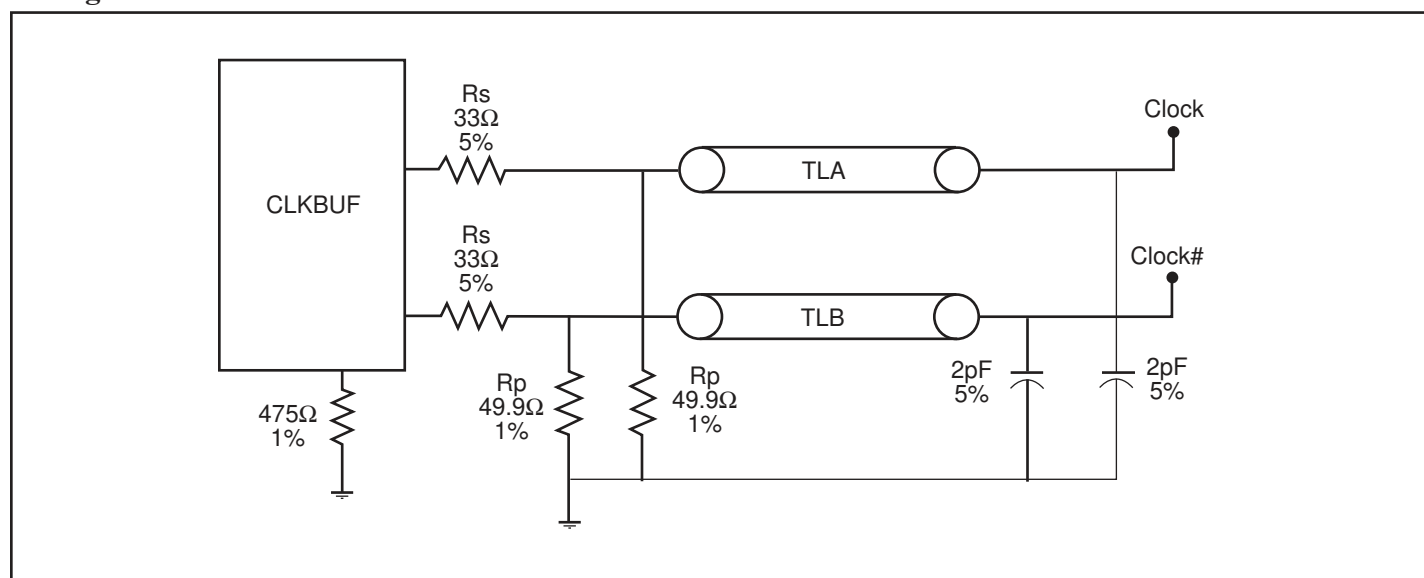 Rs
33Ω
5%
Clock
TLA
CLKBUF
Rs
33Ω
5%
Clock#
TLB
475Ω
1%
Rp
49.9Ω
1%
Rp
49.9Ω
1%
2pF
5%
2pF
5%